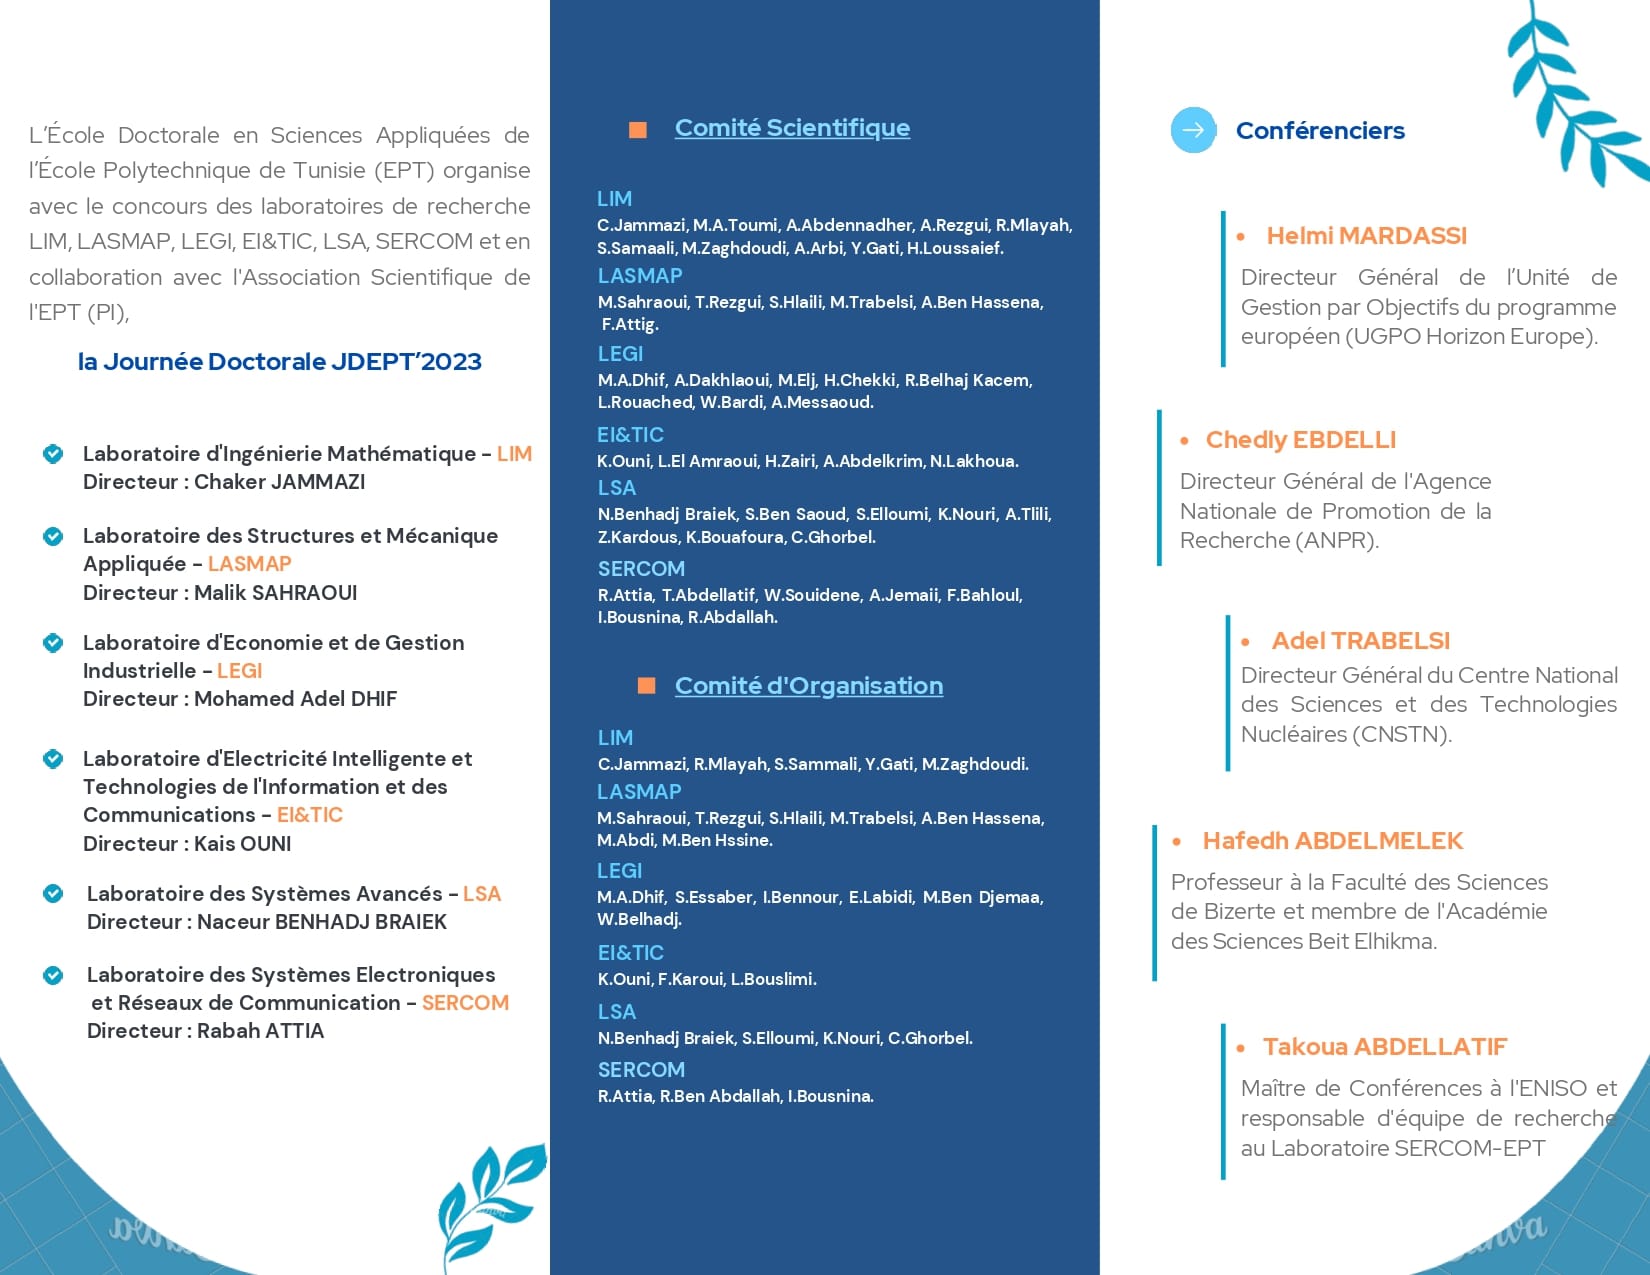 L’École Doctorale en Sciences Appliquées de
l’École Polytechnique de Tunisie (EPT) organise
avec le concours des laboratoires de recherche
LIM, LASMAP, LEGI, EI&TIC, LSA, SERCOM et en
collaboration avec l'Association Scientifique de
l'EPT (PI),
la Journée Doctorale JDEPT’2023
Laboratoire d'Ingénierie Mathématique - LIM
Directeur : Chaker JAMMAZI
Laboratoire des Structures et Mécanique
Appliquée - LASMAP
Directeur : Malik SAHRAOUI
Laboratoire d'Economie et de Gestion
Industrielle - LEGI
Directeur : Mohamed Adel DHIF
Laboratoire d'Electricité Intelligente et
Technologies de l'Information et des
Communications - EI&TIC
Directeur : Kais OUNI
Laboratoire des Systèmes Avancés - LSA
Directeur : Naceur BENHADJ BRAIEK
Laboratoire des Systèmes Electroniques
et Réseaux de Communication - SERCOM
Directeur : Rabah ATTIA
Comité Scientifique
LIM
C.Jammazi, M.A.Toumi, A.Abdennadher, A.Rezgui, R.Mlayah,
S.Samaali, M.Zaghdoudi, A.Arbi, Y.Gati, H.Loussaief.
LASMAP
M.Sahraoui, T.Rezgui, S.Hlaili, M.Trabelsi, A.Ben Hassena,
F.Attig.
LEGI
M.A.Dhif, A.Dakhlaoui, M.Elj, H.Chekki, R.Belhaj Kacem,
L.Rouached, W.Bardi, A.Messaoud.
EI&TIC
K.Ouni, L.El Amraoui, H.Zairi, A.Abdelkrim, N.Lakhoua.
LSA
N.Benhadj Braiek, S.Ben Saoud, S.Elloumi, K.Nouri, A.Tlili,
Z.Kardous, K.Bouafoura, C.Ghorbel.
SERCOM
R.Attia, T.Abdellatif, W.Souidene, A.Jemaii, F.Bahloul,
I.Bousnina, R.Abdallah.
Comité d'Organisation
LIM
C.Jammazi, R.Mlayah, S.Sammali, Y.Gati, M.Zaghdoudi.
LASMAP
M.Sahraoui, T.Rezgui, S.Hlaili, M.Trabelsi, A.Ben Hassena,
M.Abdi, M.Ben Hssine.
LEGI
M.A.Dhif, S.Essaber, I.Bennour, E.Labidi, M.Ben Djemaa,
W.Belhadj.
EI&TIC
K.Ouni, F.Karoui, L.Bouslimi.
LSA
N.Benhadj Braiek, S.Elloumi, K.Nouri, C.Ghorbel.
SERCOM
R.Attia, R.Ben Abdallah, I.Bousnina.
Conférenciers
• Helmi MARDASSI
Directeur Général de l’Unité de
Gestion par Objectifs du programme
européen (UGPO Horizon Europe).
• Chedly EBDELLI
Directeur Général de l'Agence
Nationale de Promotion de la
Recherche (ANPR).
• Adel TRABELSI
Directeur Général du Centre National
des Sciences et des Technologies
Nucléaires (CNSTN).
• Hafedh ABDELMELEK
Professeur à la Faculté des Sciences
de Bizerte et membre de l'Académie
des Sciences Beit Elhikma.
• Takoua ABDELLATIF
Maître de Conférences à l'ENISO et
responsable d'équipe de recherche
au Laboratoire SERCOM-EPT